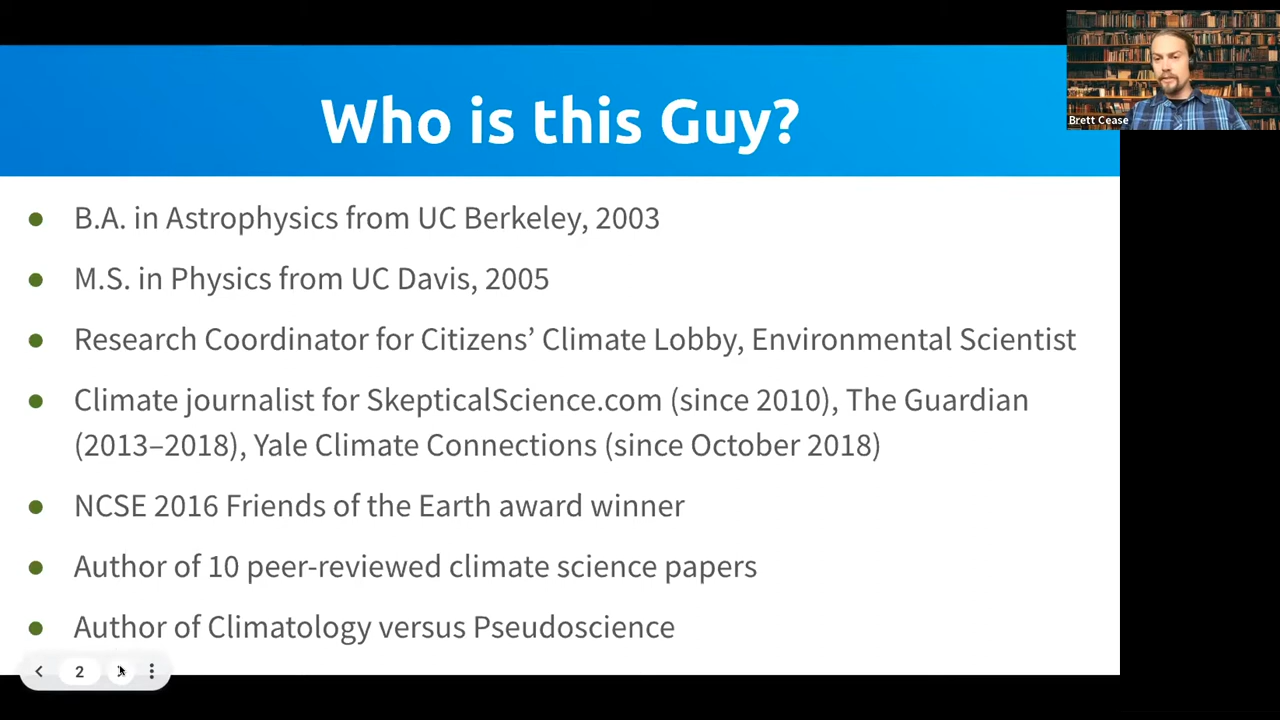 Who is this Guy?
Brett Cease
● B.A. in Astrophysics from UC Berkeley, 2003
● M.S. in Physics from UC Davis, 2005
● Research Coordinator for Citizens’ Climate Lobby, Environmental Scientist
● Climate journalist for SkepticalScience.com (since 2010), The Guardian
(2013–2018), Yale Climate Connections (since October 2018)
● NCSE 2016 Friends of the Earth award winner
● Author of 10 peer-reviewed climate science papers
● Author of Climatology versus Pseudoscience
2